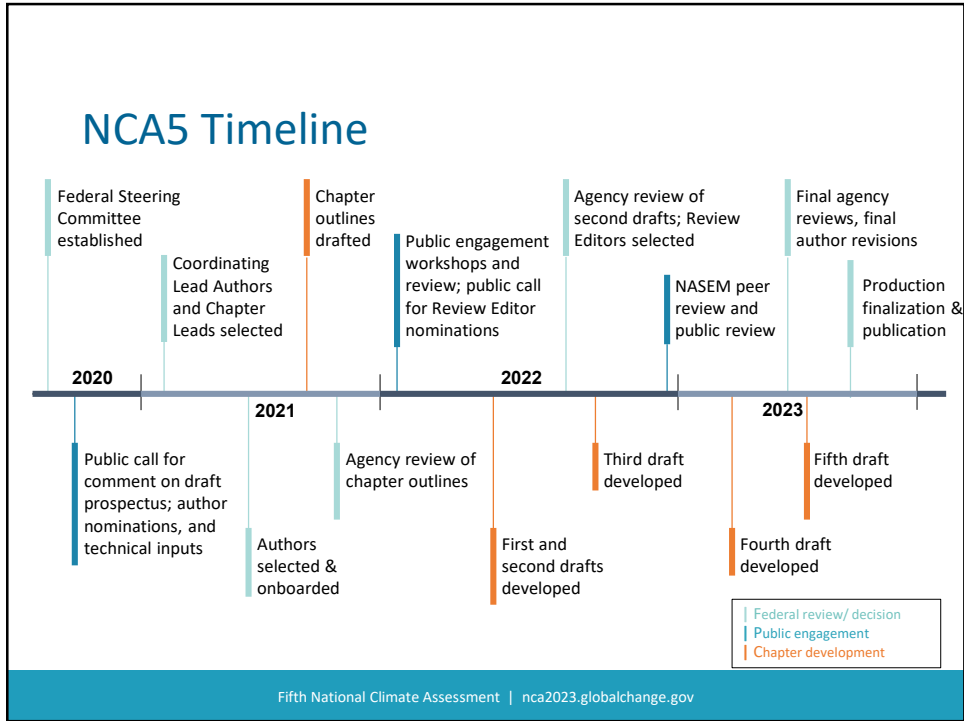 NCA5 Timeline
Federal Steering
Committee
established
Coordinating
Lead Authors
and Chapter
Leads selected
Chapter
outlines
drafted
Public engagement
workshops and
review; public call
for Review Editor
nominations
Agency review of
second drafts; Review
Editors selected
NASEM peer
review and
public review
Final agency
reviews, final
author revisions
Production
finalization &
publication
2020
2021
2022
2023
Public call for
comment on draft
prospectus; author
nominations, and
technical inputs
Authors
selected &
onboarded
Agency review of
chapter outlines
First and
second drafts
developed
Third draft
developed
Fourth draft
developed
Fifth draft
developed
Federal review/ decision
Public engagement
Chapter development
Fifth National Climate Assessment | nca2023.globalchange.gov